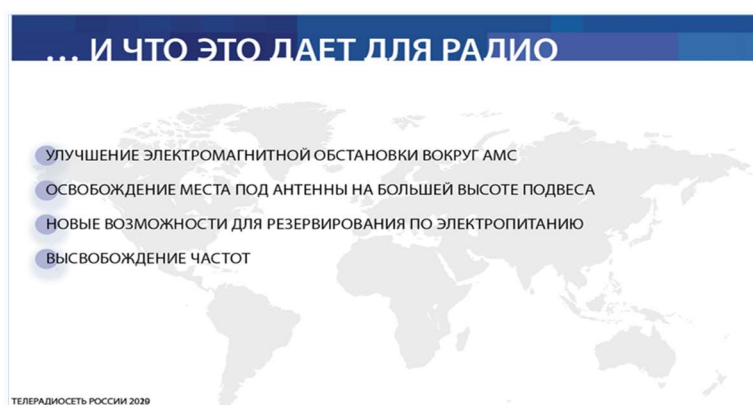 ... И ЧТО ЭТО ДАЕТ ДЛЯ РАДИО
УЛУЧШЕНИЕ ЭЛЕКТРОМАГНИТНОЙ ОБСТАНОВКИ ВОКРУГ АМС
ОСВОБОЖДЕНИЕ МЕСТА ПОД АНТЕННЫ НА БОЛЬШЕЙ ВЫСОТЕ ПОДВЕСА
НОВЫЕ ВОЗМОЖНОСТИ ДЛЯ РЕЗЕРВИРОВАНИЯ ПО ЭЛЕКТРОПИТАНИЮ
ВЫСВОБОЖДЕНИЕ ЧАСТОТ
ТЕЛЕРАДИОСЕТЬ РОССИИ